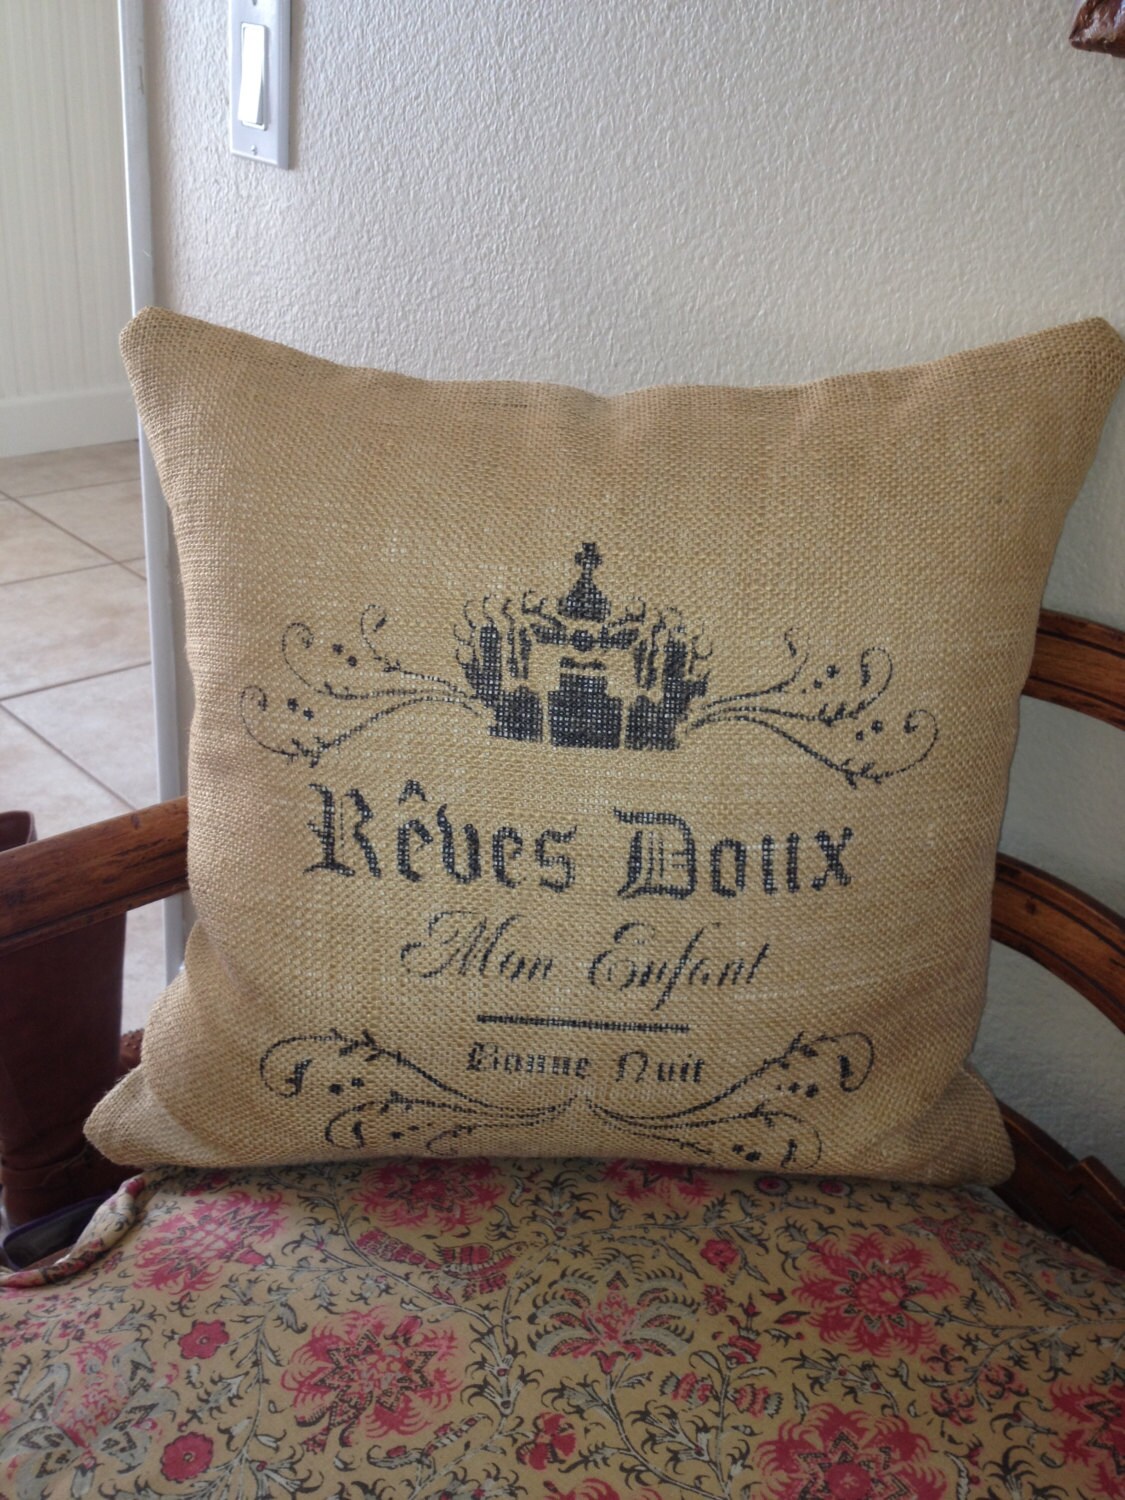 Rêves Doux
Mon Enfant
Bonne Nuit